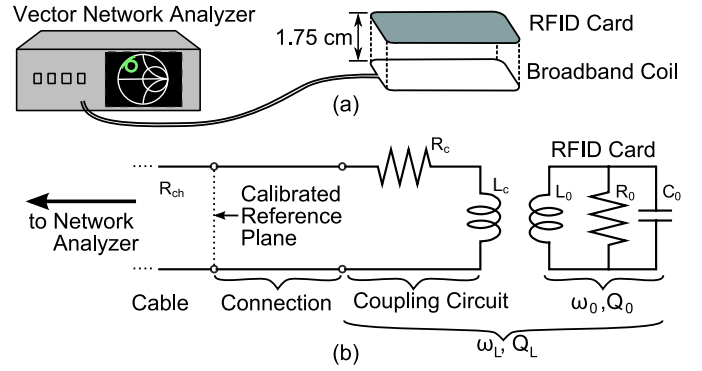 Vector Network Analyzer
1.75 cm
RFID Card
Broadband Coil
(a)
RFID Card
Rc
Rch
Lc
L0
R0
C0
Calibrated
Reference
Plane
to Network
Analyzer
Cable
Connection
Coupling Circuit
ω0,Q0
ωL, QL
(b)